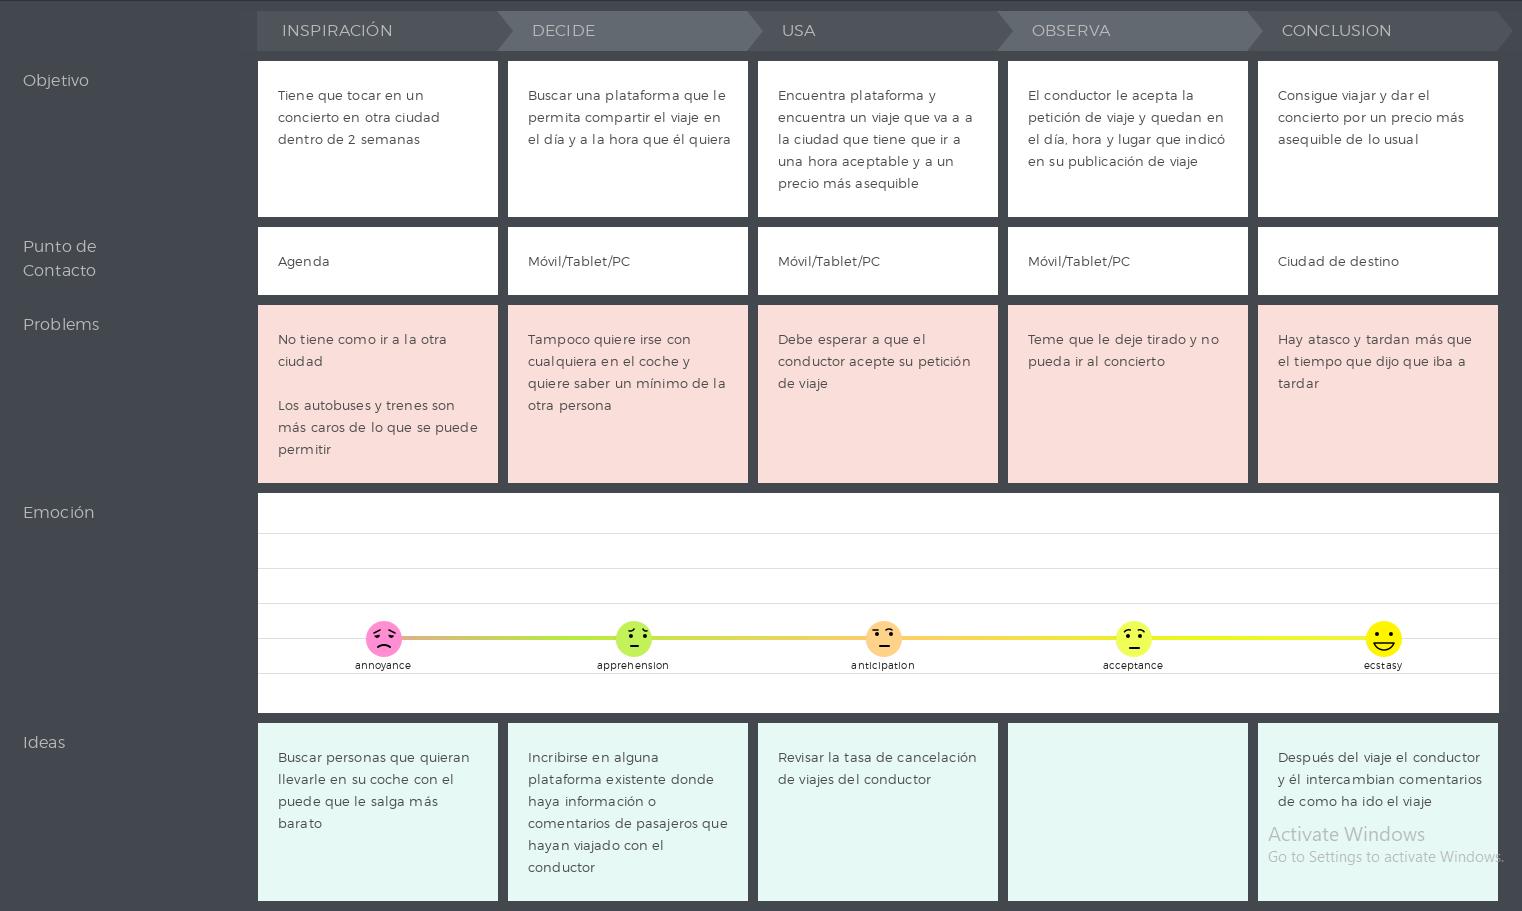 INSPIRACIÓN
DECIDE
USA
OBSERVA
CONCLUSION
Objetivo
Tiene que tocar en un
concierto en otra ciudad
dentro de 2 semanas
Buscar una plataforma que le
permita compartir el viaje en
el día y a la hora que él quiera
Encuentra plataforma y
encuentra un viaje que va a a
la ciudad que tiene que ir a
una hora aceptable y a un
precio más asequible
El conductor le acepta la
petición de viaje y quedan en
el día, hora y lugar que indicó
en su publicación de viaje
Consigue viajar y dar el
concierto por un precio más
asequible de lo usual
Punto de
Contacto
Agenda
Móvil/Tablet/PC
Móvil/Tablet/PC
Móvil/Tablet/PC
Ciudad de destino
Problems
No tiene como ir a la otra
ciudad
Los autobuses y trenes son
más caros de lo que se puede
permitir
Tampoco quiere irse con
cualquiera en el coche y
quiere saber un mínimo de la
otra persona
Debe esperar a que el
conductor acepte su petición
de viaje
Teme que le deje tirado y no
pueda ir al concierto
Hay atasco y tardan más que
el tiempo que dijo que iba a
tardar
Emoción
annoyance
apprehension
anticipation
acceptance
ecstasy
Ideas
Buscar personas que quieran
llevarle en su coche con el
puede que le salga más
barato
Incribirse en alguna
plataforma existente donde
haya información o
comentarios de pasajeros que
hayan viajado con el
conductor
Revisar la tasa de cancelación
de viajes del conductor
Después del viaje el conductor
y él intercambian comentarios
de como ha ido el viaje
Activate Windows
Go to Settings to activate Windows.